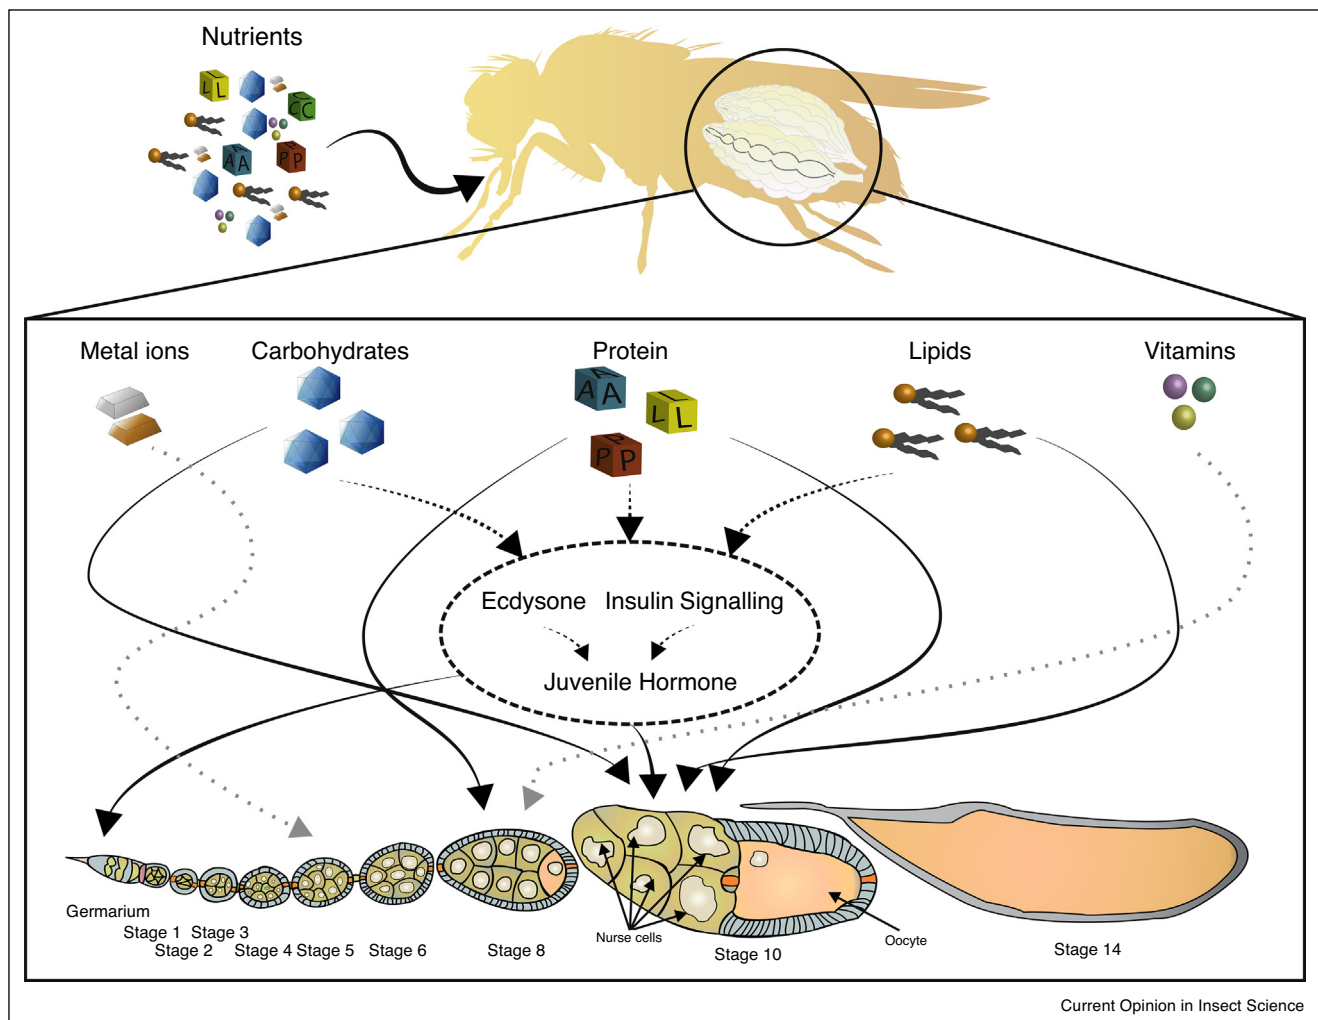 Nutrients
L L
C C
A A
P P
Metal ions
Carbohydrates
Protein
Lipids
Vitamins
A A A
L L L
P P P
Ecdysone
Insulin Signalling
Juvenile Hormone
Germarium
Stage 1
Stage 2
Stage 3
Stage 4
Stage 5
Stage 6
Stage 8
Nurse cells
Stage 10
Oocyte
Stage 14
Current Opinion in Insect Science